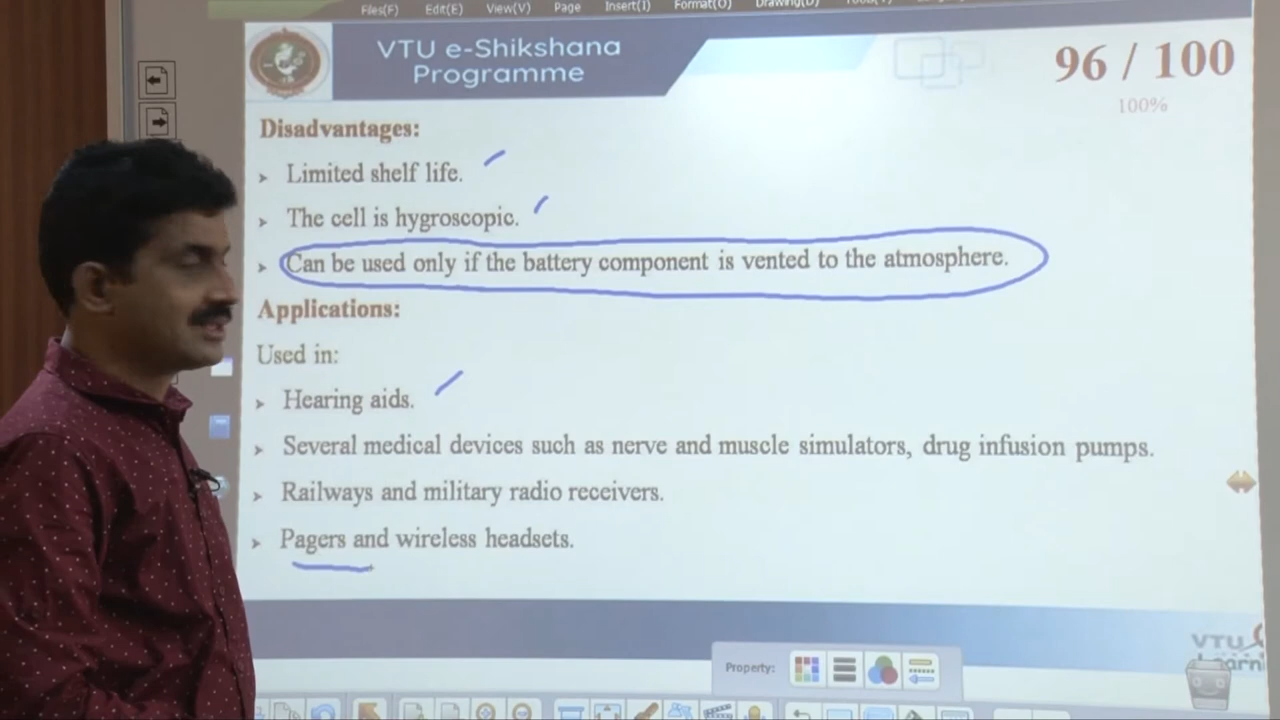 Files(F) Edit(E) View(V) Page Insert(I) Format(O) Drawing(D)
VTU e-Shikshana
Programme
96 / 100
100%
Disadvantages:
Limited shelf life.
The cell is hygroscopic.
Can be used only if the battery component is vented to the atmosphere.
Applications:
Used in:
Hearing aids.
Several medical devices such as nerve and muscle simulators, drug infusion pumps.
Railways and military radio receivers.
Pagers and wireless headsets.
VTU
Property: